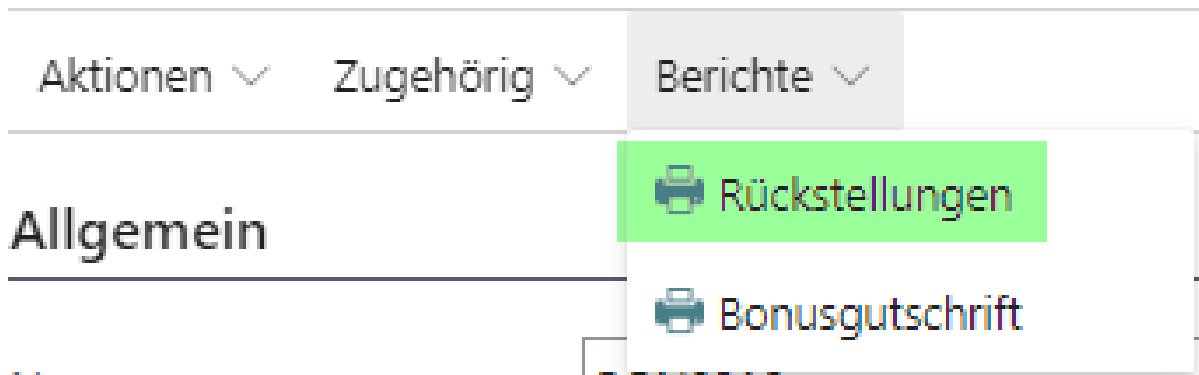 Aktionen Zugehörig Berichte
Rückstellungen
Allgemein
Bonusgutschrift